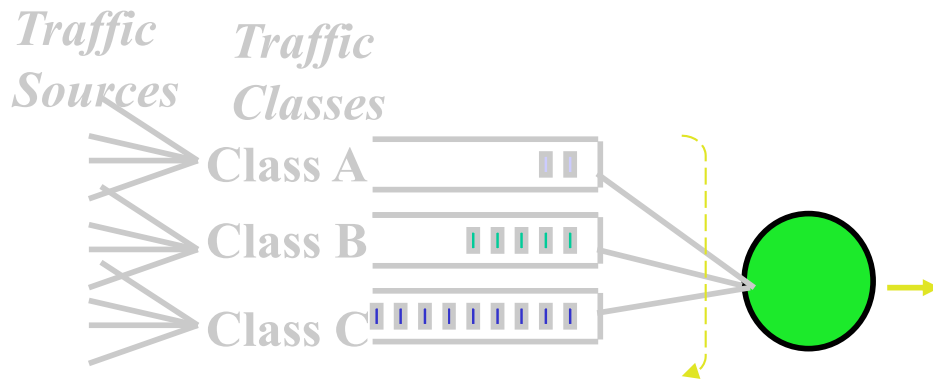 Traffic
Sources
Traffic
Classes
Class A
Class B
Class C